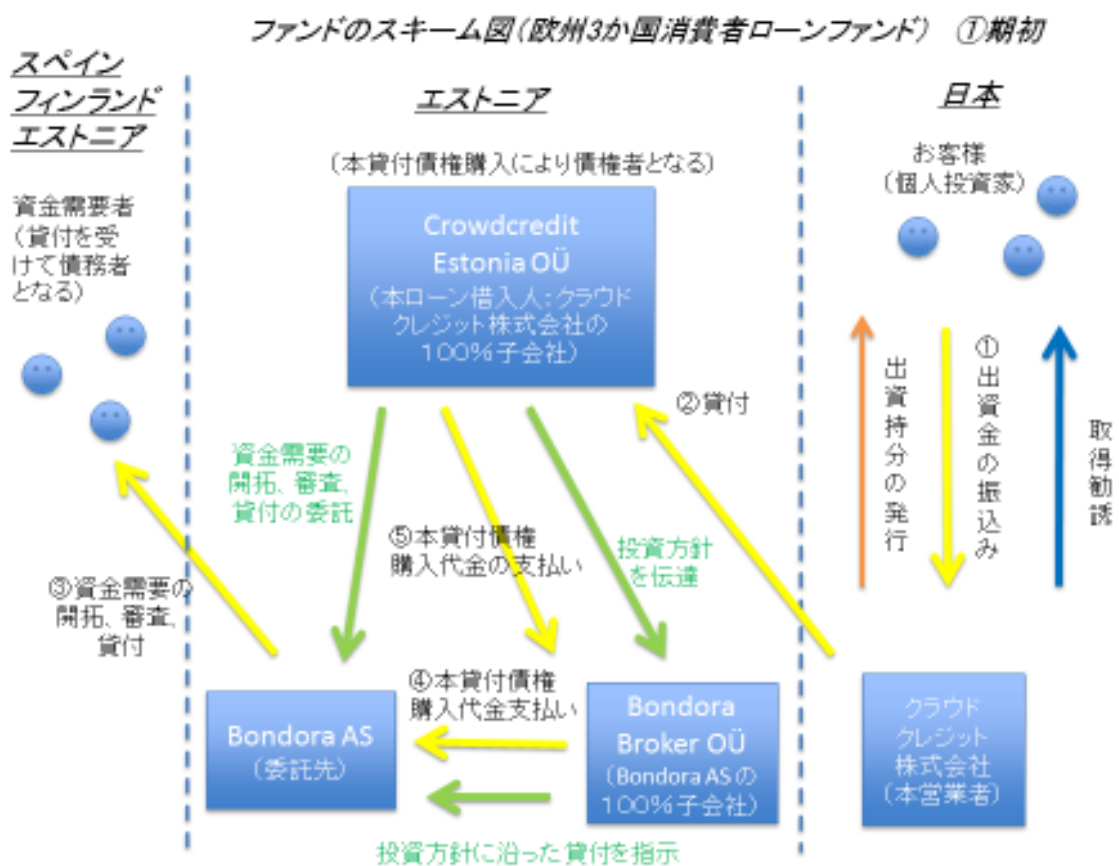 ファンドのスキーム図(欧州3か国消費者ローンファンド) ①期初
スペイン
フィンランド
エストニア
エストニア
日本
資金需要者
(貸付を受
けて債務者
となる)
(本貸付債権購入により債権者となる)
Crowdcredit
Estonia OÜ
(本ローン借入人:クラウド
クレジット株式会社の
100%子会社)
お客様
(個人投資家)
②貸付
出資持分の発行
①出資金の振込み
取得勧誘
資金需要の
開拓、審査、
貸付の委託
⑤本貸付債権
購入代金の支払い
投資方針
を伝達
③資金需要の
開拓、審査、
貸付
④本貸付債権
購入代金支払い
Bondora AS
(委託先)
Bondora
Broker OÜ
(Bondora ASの
100%子会社)
クラウド
クレジット
株式会社
(本営業者)
投資方針に沿った貸付を指示